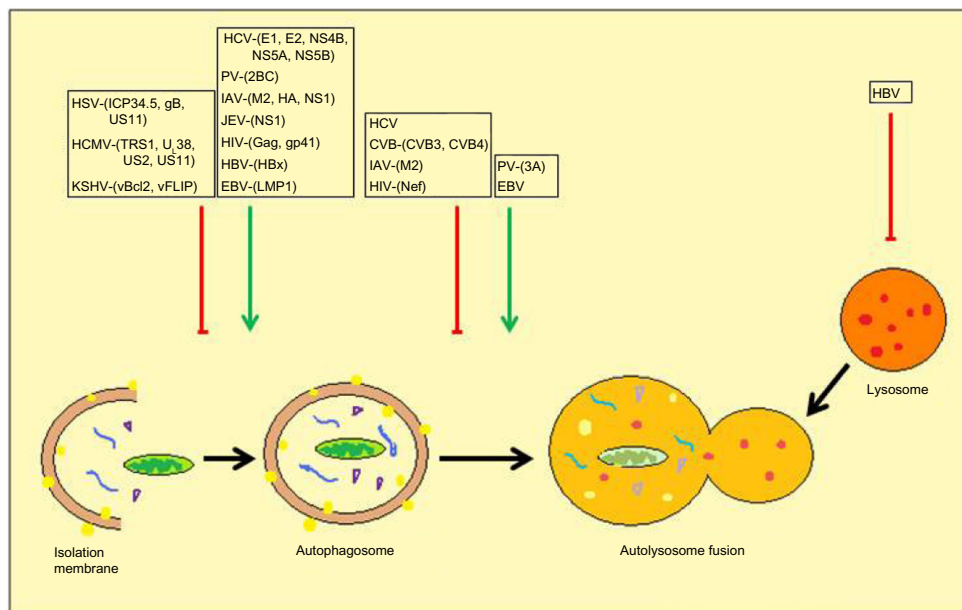 HSV-(ICP34.5, gB,
US11)
HCMV-(TRS1, UL38,
US2, US11)
KSHV-(vBcl2, vFLIP)
HCV-(E1, E2, NS4B,
NS5A, NS5B)
PV-(2BC)
IAV-(M2, HA, NS1)
JEV-(NS1)
HIV-(Gag, gp41)
HBV-(HBx)
EBV-(LMP1)
HCV
CVB-(CVB3, CVB4)
IAV-(M2)
HIV-(Nef)
PV-(3A)
EBV
HBV
Lysosome
Isolation
membrane
Autophagosome
Autolysosome fusion